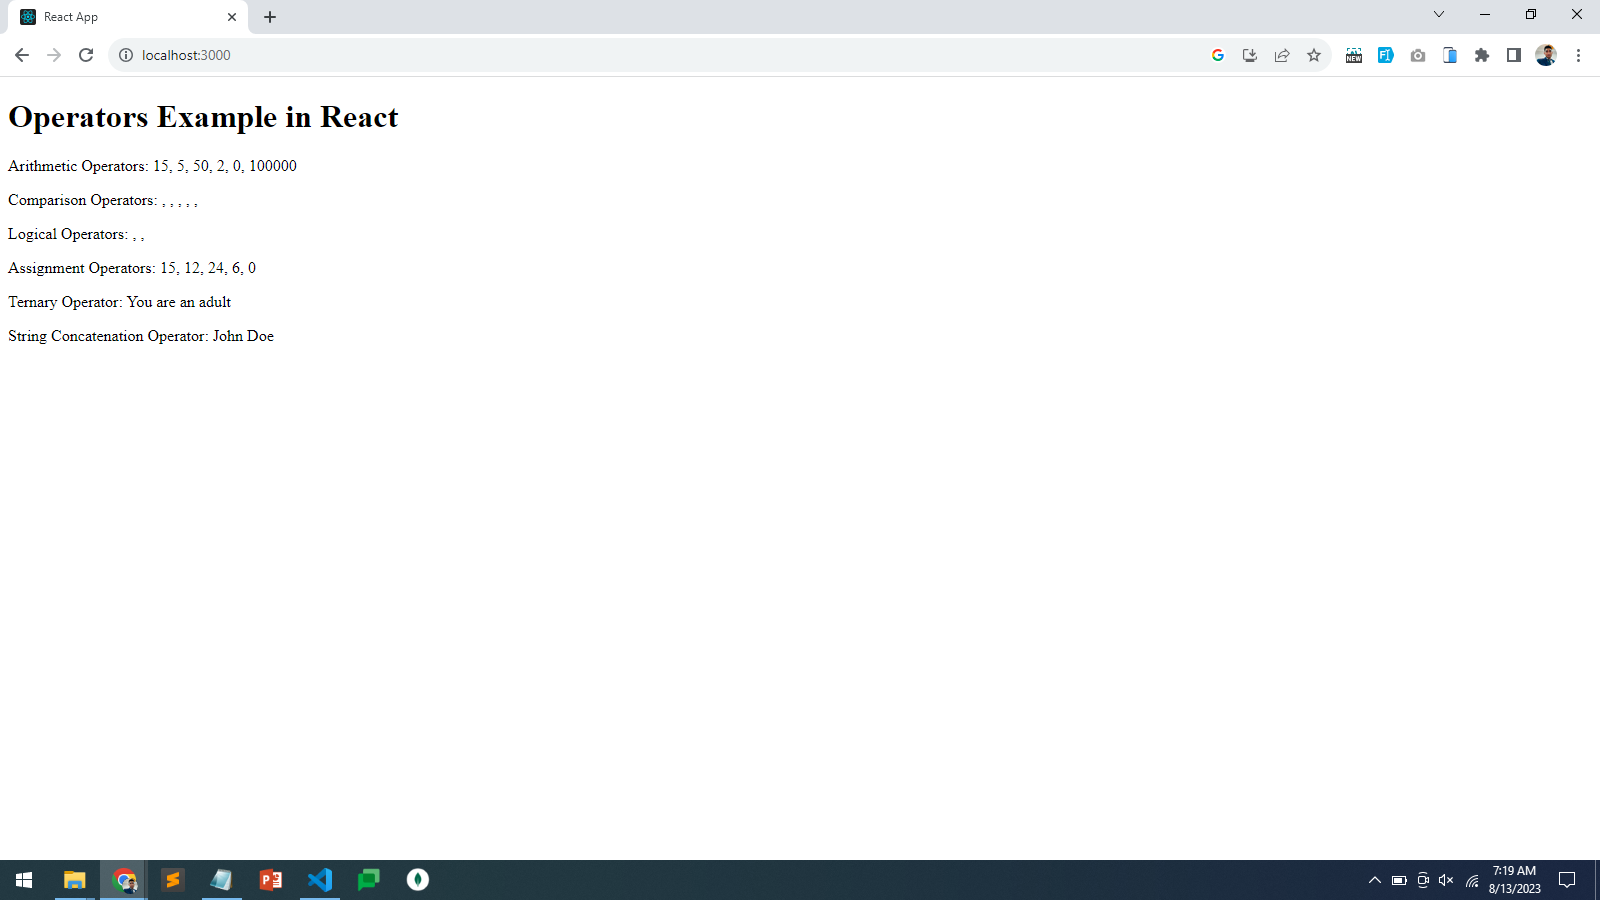 React App
localhost:3000
NEW
Operators Example in React
Arithmetic Operators: 15, 5, 50, 2, 0, 100000
Comparison Operators: , , , , ,
Logical Operators: , ,
Assignment Operators: 15, 12, 24, 6, 0
Ternary Operator: You are an adult
String Concatenation Operator: John Doe
7:19 AM
8/13/2023